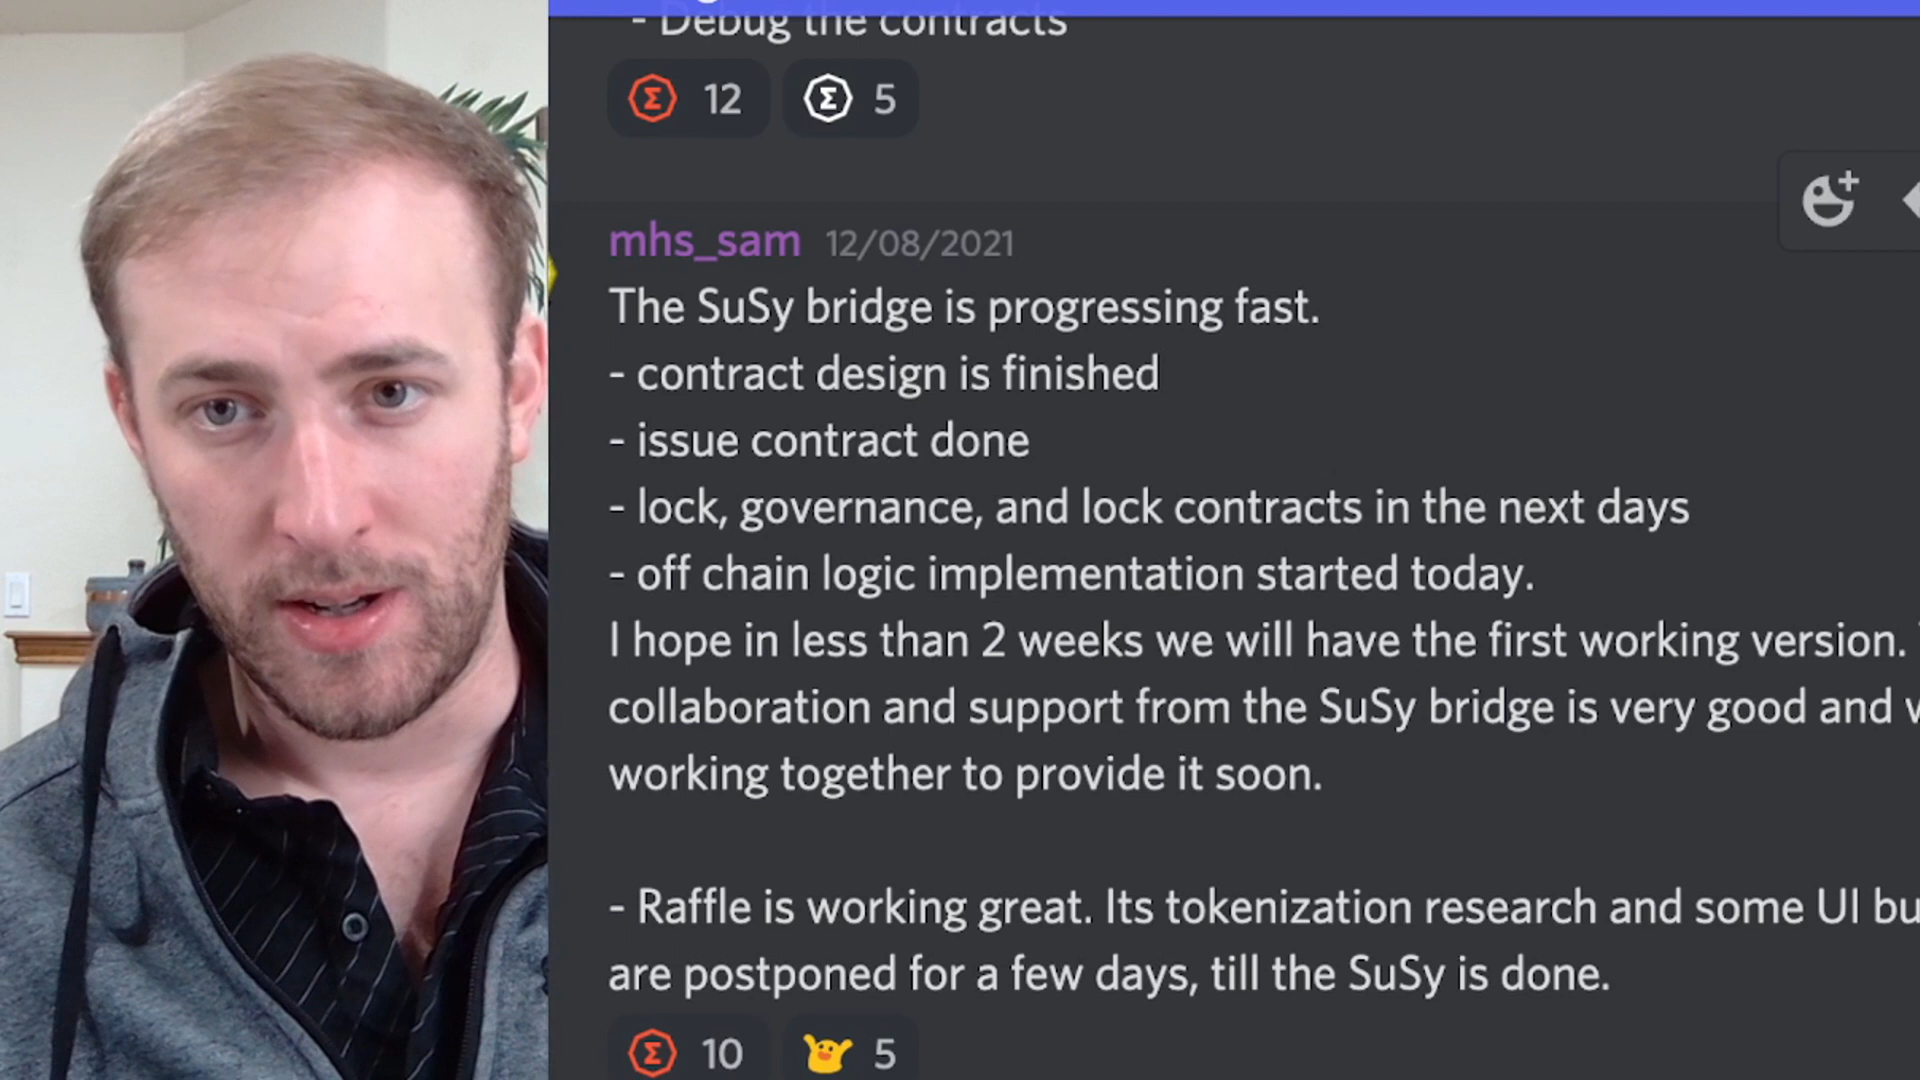 - Debug the contracts
Σ 12 Σ 5
mhs_sam 12/08/2021
The SuSy bridge is progressing fast.
- contract design is finished
- issue contract done
- lock, governance, and lock contracts in the next days
- off chain logic implementation started today.
I hope in less than 2 weeks we will have the first working version.
collaboration and support from the SuSy bridge is very good and
working together to provide it soon.
- Raffle is working great. Its tokenization research and some UI
are postponed for a few days, till the SuSy is done.
Σ 10 5